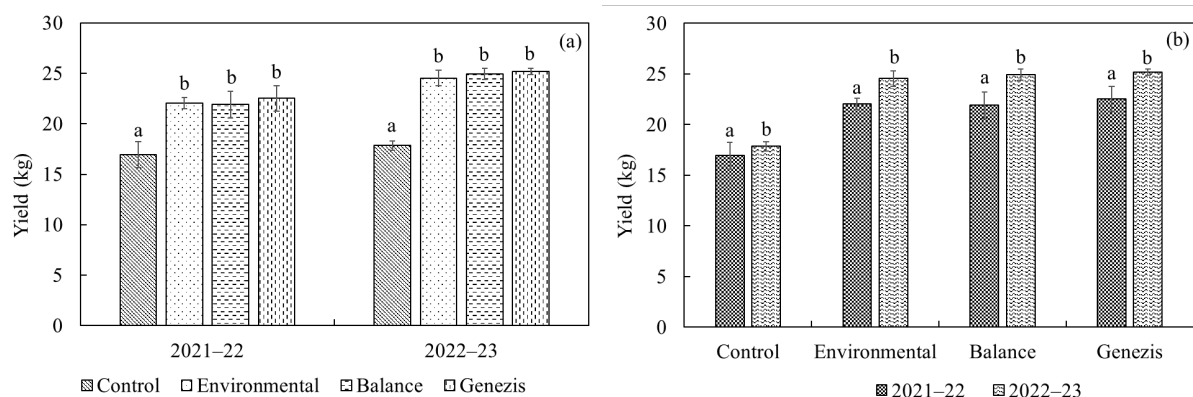 (a)
Yield (kg)
30
25
20
15
10
5
0
a b b b
a b b b
2021–22 2022–23
Control Environmental Balance Genezis
(b)
Yield (kg)
30
25
20
15
10
5
0
a b
a b
a b
a b
Control Environmental Balance Genezis
2021–22 2022–23